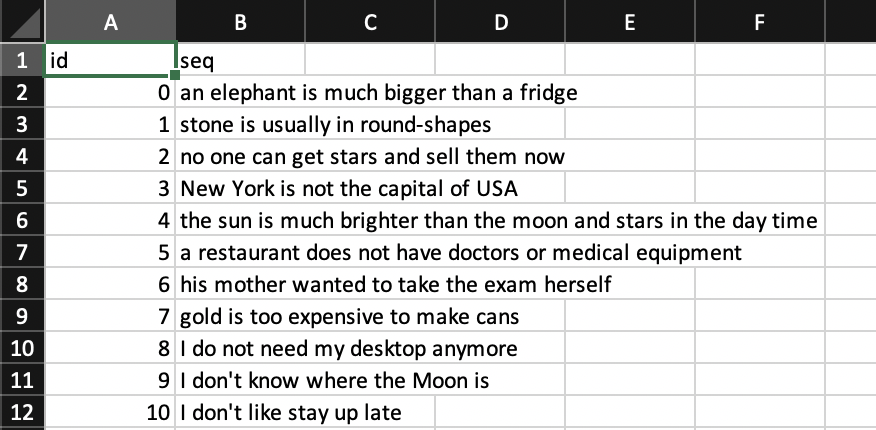 A B C D E F
1 id seq
2 0 an elephant is much bigger than a fridge
3 1 stone is usually in round-shapes
4 2 no one can get stars and sell them now
5 3 New York is not the capital of USA
6 4 the sun is much brighter than the moon and stars in the day time
7 5 a restaurant does not have doctors or medical equipment
8 6 his mother wanted to take the exam herself
9 7 gold is too expensive to make cans
10 8 I do not need my desktop anymore
11 9 I don't know where the Moon is
12 10 I don't like stay up late